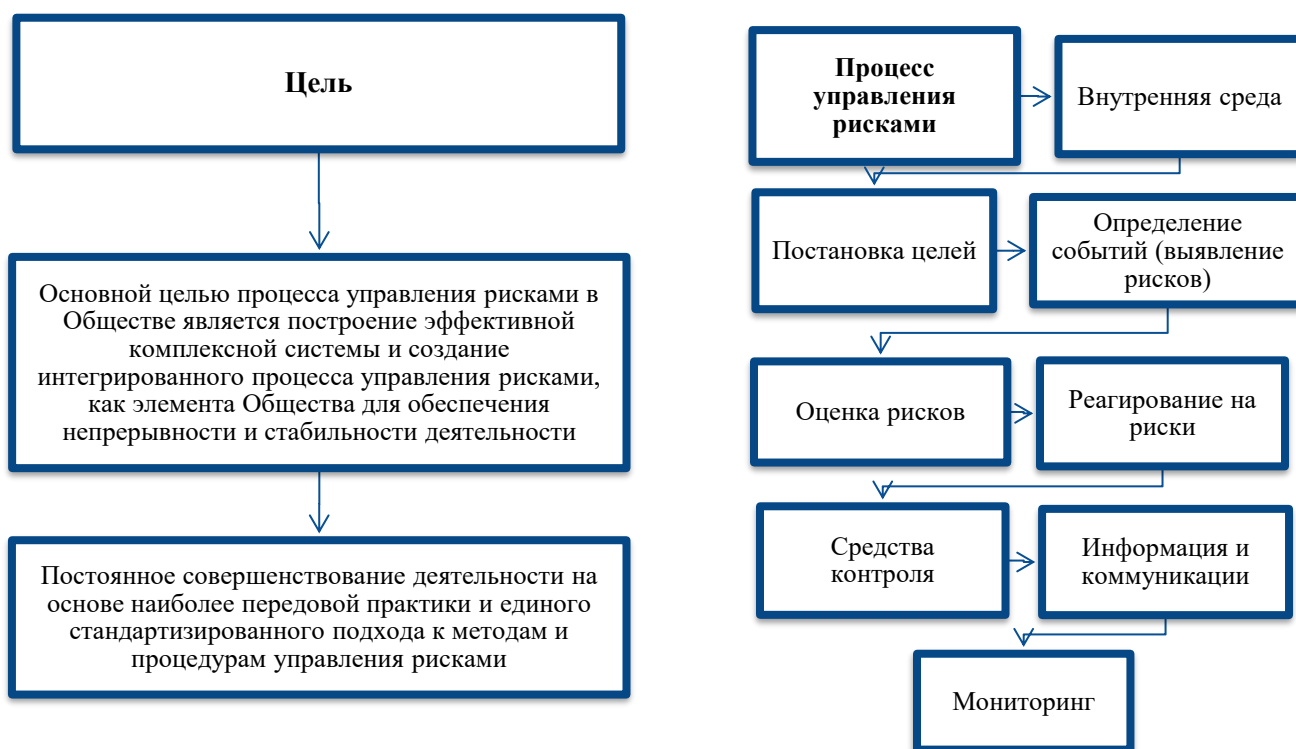 Цель
Основной целью процесса управления рисками в
Обществе является построение эффективной
комплексной системы и создание
интегрированного процесса управления рисками,
как элемента Общества для обеспечения
непрерывности и стабильности деятельности
Постоянное совершенствование деятельности на
основе наиболее передовой практики и единого
стандартизированного подхода к методам и
процедурам управления рисками
Процесс
управления
рисками
Внутренняя среда
Постановка целей
Определение
событий (выявление
рисков)
Оценка рисков
Реагирование на
риски
Средства
контроля
Информация и
коммуникации
Мониторинг